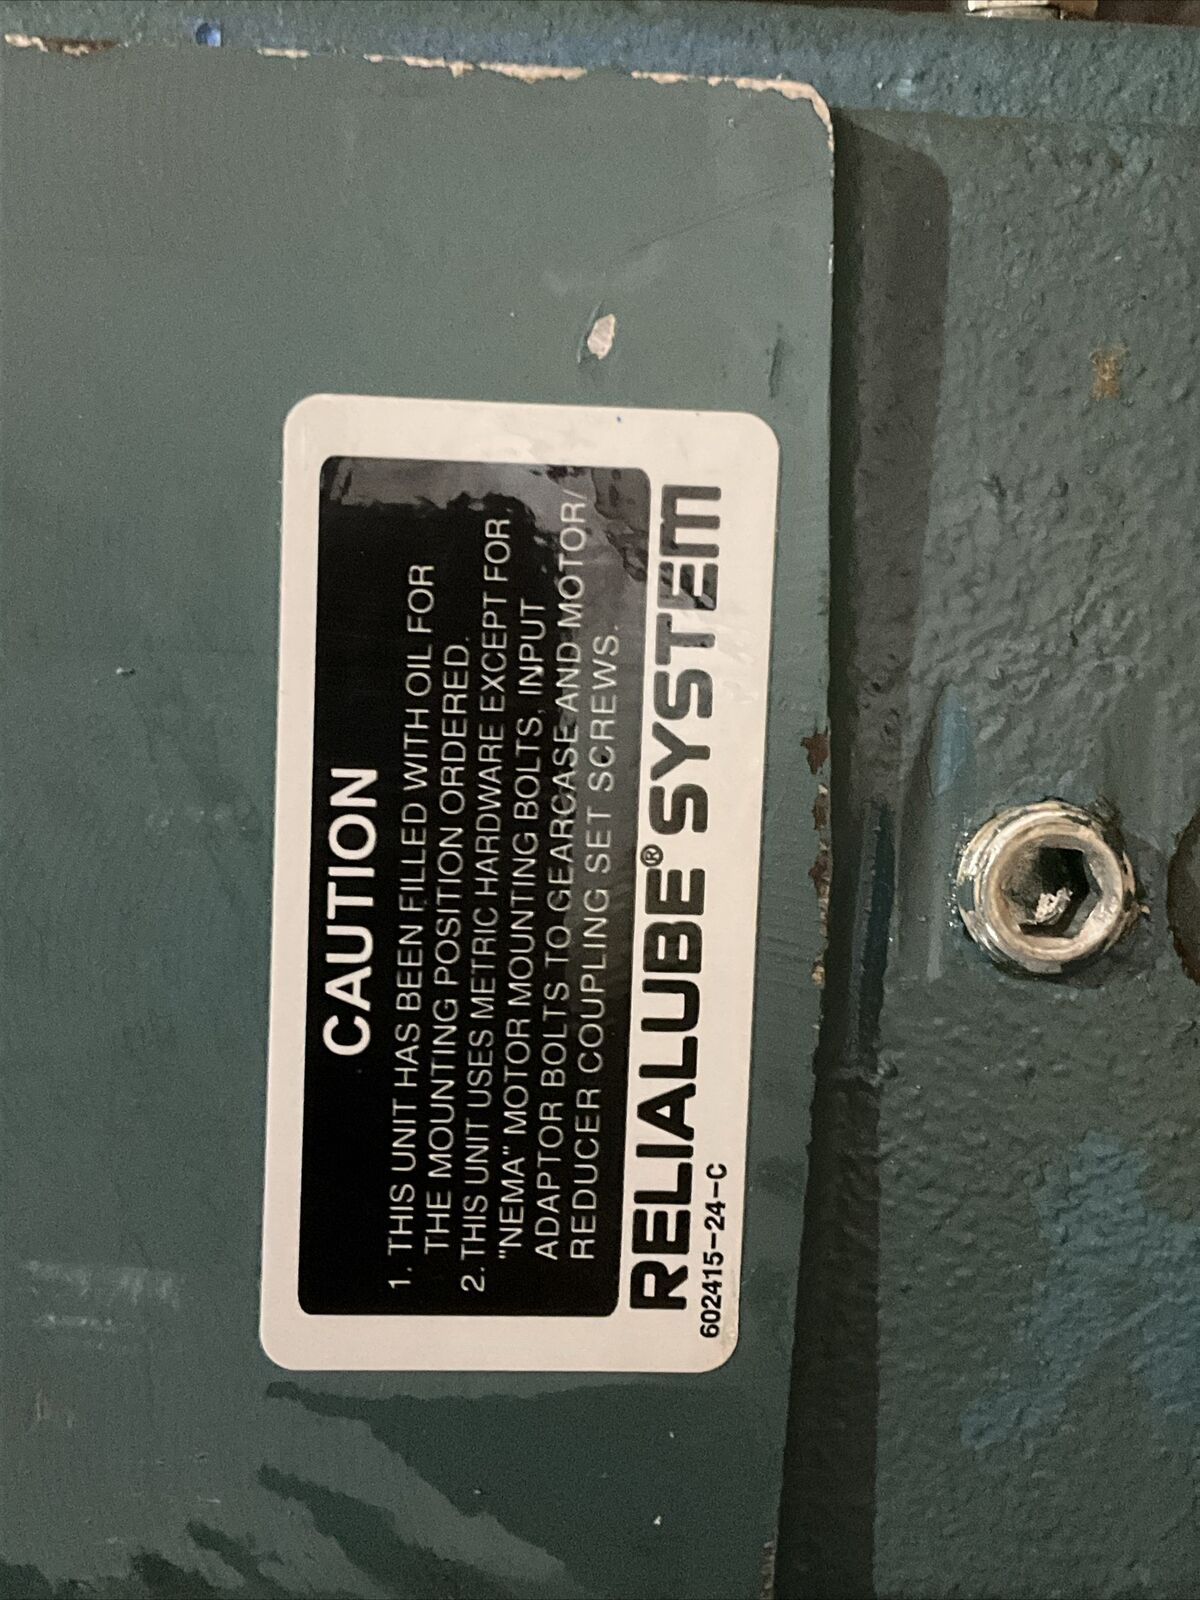 CAUTION
1. THIS UNIT HAS BEEN FILLED WITH OIL FOR
THE MOUNTING POSITION ORDERED.
2. THIS UNIT USES METRIC HARDWARE EXCEPT FOR
"NEMA" MOTOR MOUNTING BOLTS, INPUT
ADAPTOR BOLTS TO GEARCASE AND MOTOR/
REDUCER COUPLING SET SCREWS.
RELIALUBE® SYSTEM
602415-24-C